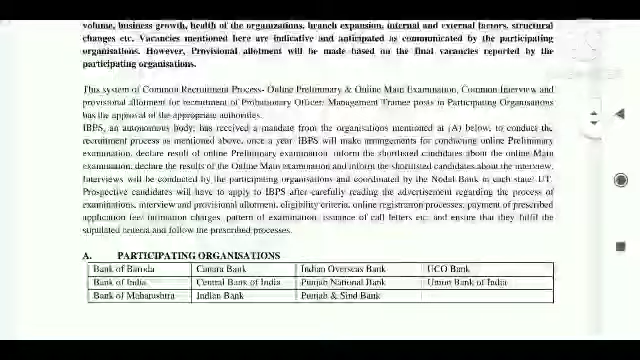 volume, business growth, health of the organizations, branch expansion, internal and external factors, structural
changes etc. Vacancies mentioned here are indicative and anticipated as communicated by the participating
organisations. However, Provisional allotment will be made based on the final vacancies reported by the
participating organisations.
This system of Common Recruitment Process- Online Preliminary & Online Main Examination, Common Interview and
provisional allotment for recruitment of Probationary Officer/ Management Trainee posts in Participating Organisations
has the approval of the appropriate authorities.
IBPS, an autonomous body, has received a mandate from the organisations mentioned at (A) below, to conduct the
recruitment process as mentioned above, once a year. IBPS will make arrangements for conducting online Preliminary
examination, declare result of online Preliminary examination, inform the shortlisted candidates about the online Main
examination, declare the results of the Online Main examination and inform the shortlisted candidates about the interview.
Interviews will be conducted by the participating organisations and coordinated by the Nodal Bank in each state/ UT.
Prospective candidates will have to apply to IBPS after carefully reading the advertisement regarding the process of
examinations, interview and provisional allotment, eligibility criteria, online registration processes, payment of prescribed
application fee/ intimation charges, pattern of examination, issuance of call letters etc. and ensure that they fulfil the
stipulated criteria and follow the prescribed processes.
A. PARTICIPATING ORGANISATIONS
Bank of Baroda Canara Bank Indian Overseas Bank UCO Bank
Bank of India Central Bank of India Punjab National Bank Union Bank of India
Bank of Maharashtra Indian Bank Punjab & Sind Bank